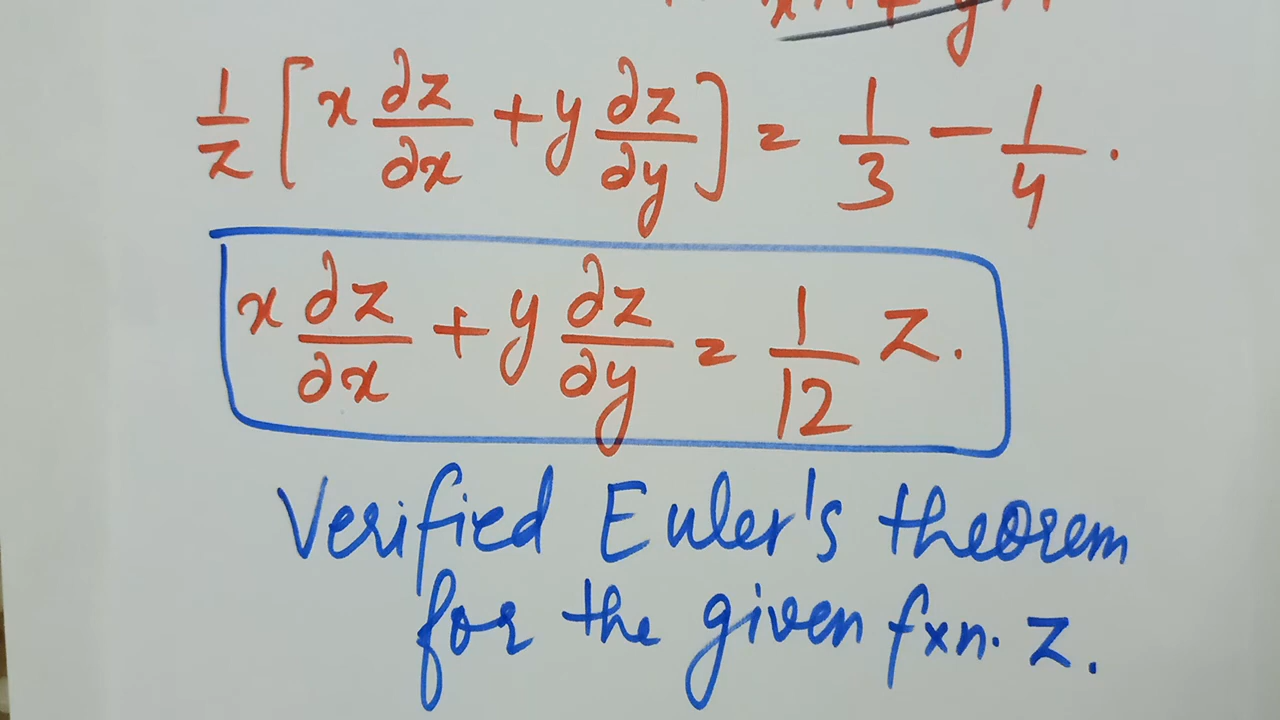 1/z [x ∂z/∂x + y ∂z/∂y] = 1/3 - 1/4.
x ∂z/∂x + y ∂z/∂y = 1/12 z.
Verified Euler's theorem
for the given fxn. z.